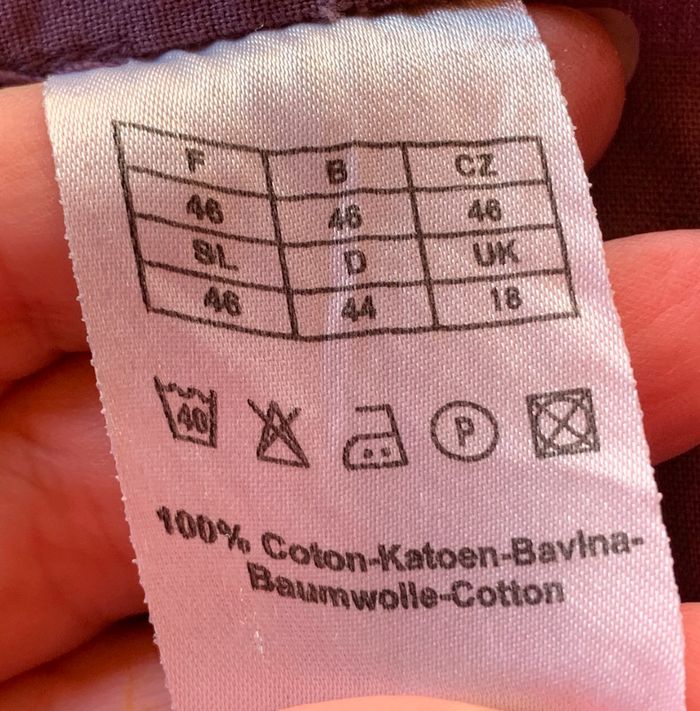 F B CZ
46 46 46
SL D UK
46 44 18
40 P
100% Coton-Katoen-Bavlna-
Baumwolle-Cotton